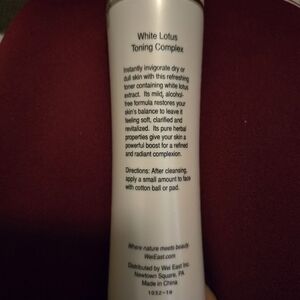 White Lotus
Toning Complex
Instantly invigorate dry or
dull skin with this refreshing
toner containing white lotus
extract. Its mild, alcohol-
free formula restores your
skin's balance to leave it
feeling soft, clarified and
revitalized. Its pure herbal
properties give your skin a
powerful boost for a refined
and radiant complexion.
Directions: After cleansing,
apply a small amount to face
with cotton ball or pad.
Where nature meets beauty.
WeiEast.com
Distributed by Wei East Inc.
Newtown Square, PA
Made in China
1032-19